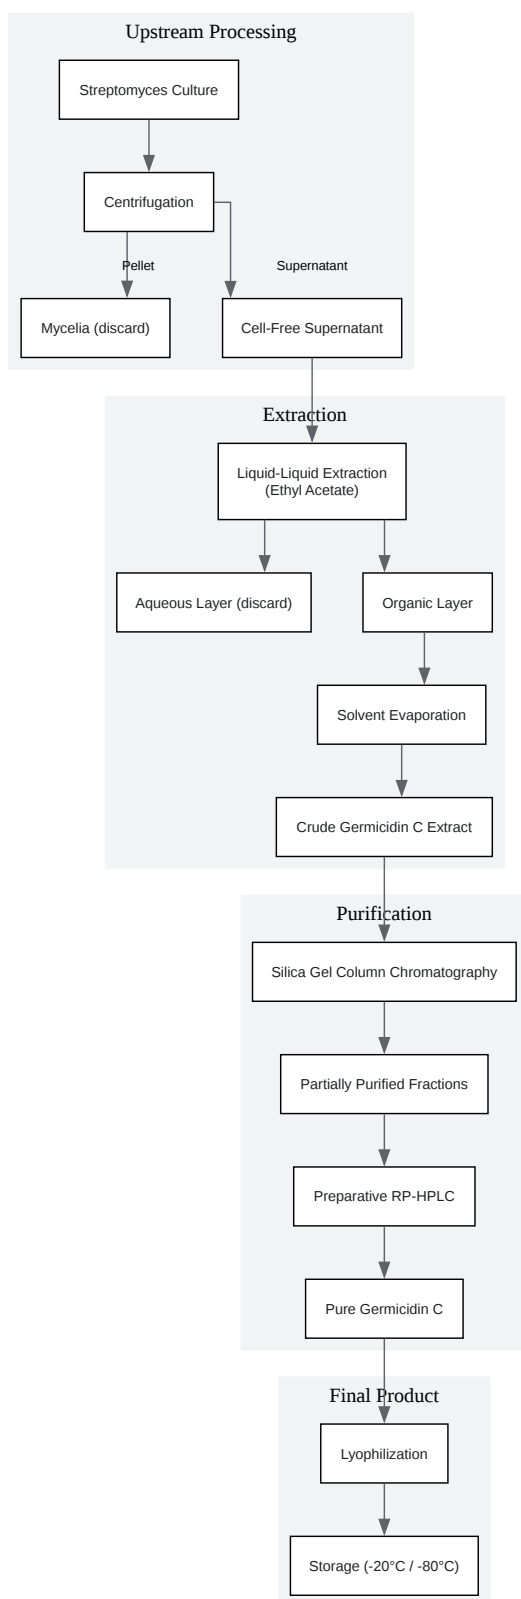 Upstream Processing
Streptomyces Culture
Centrifugation
Pellet
Supernatant
Mycelia (discard)
Cell-Free Supernatant
Extraction
Liquid-Liquid Extraction
(Ethyl Acetate)
Aqueous Layer (discard)
Organic Layer
Solvent Evaporation
Crude Germicidin C Extract
Purification
Silica Gel Column Chromatography
Partially Purified Fractions
Preparative RP-HPLC
Pure Germicidin C
Final Product
Lyophilization
Storage (-20°C / -80°C)